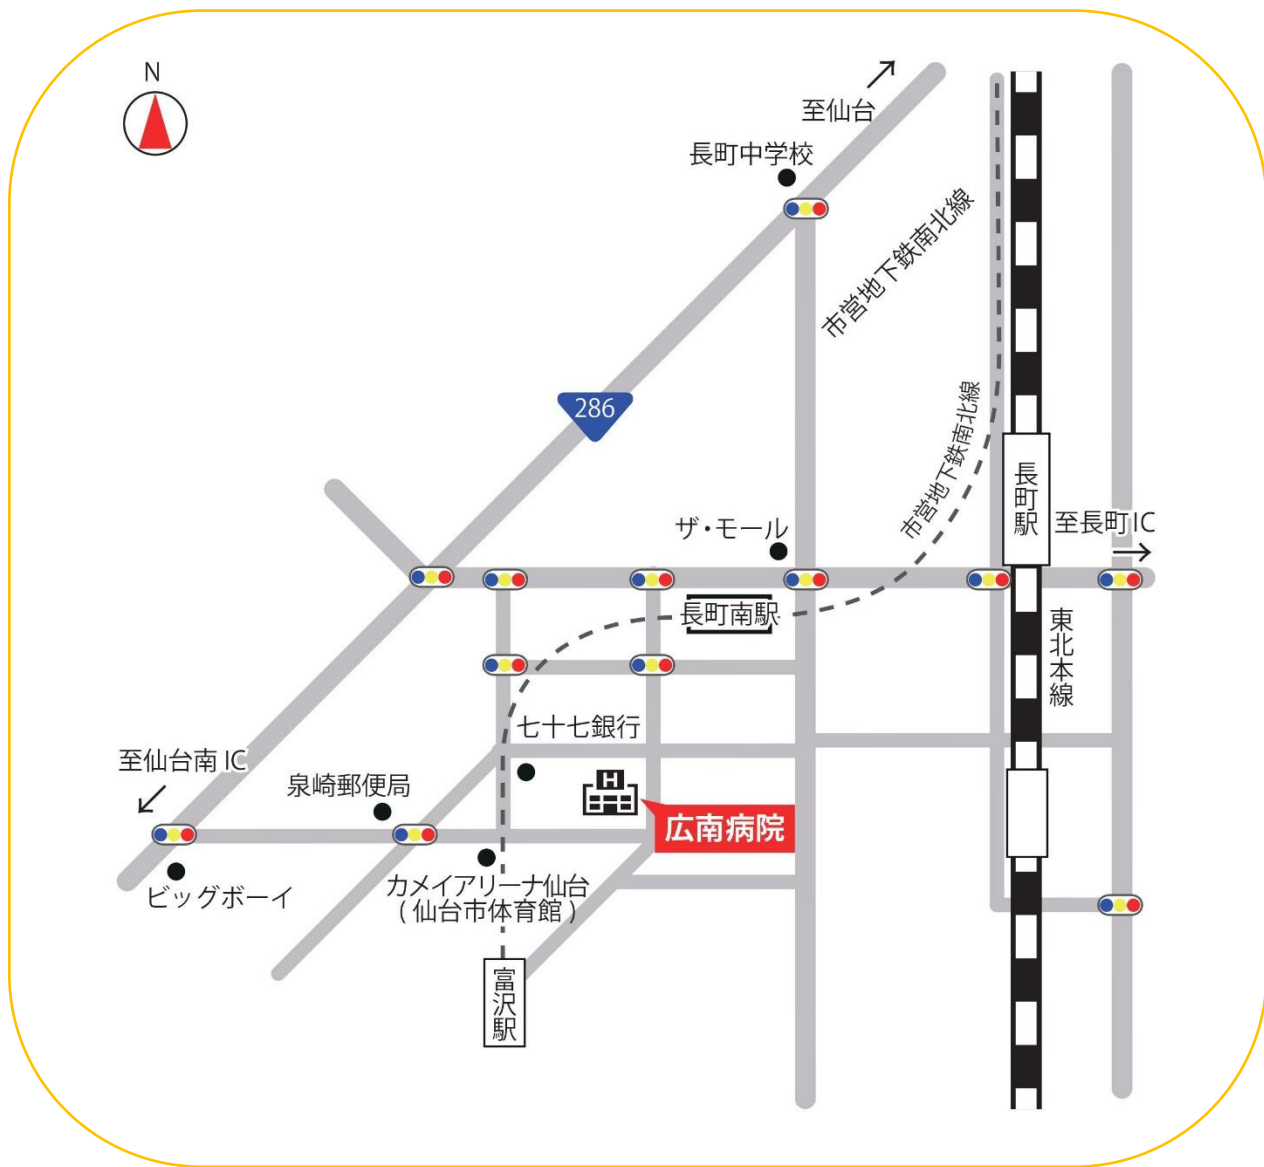 N
至仙台
長町中学校
市営地下鉄南北線
286
市営地下鉄南北線
長町駅
ザ・モール
至長町IC
長町南駅
東北本線
七十七銀行
至仙台南IC
泉崎郵便局
H
広南病院
ビッグボーイ
カメイアリーナ仙台
(仙台市体育館)
富沢駅